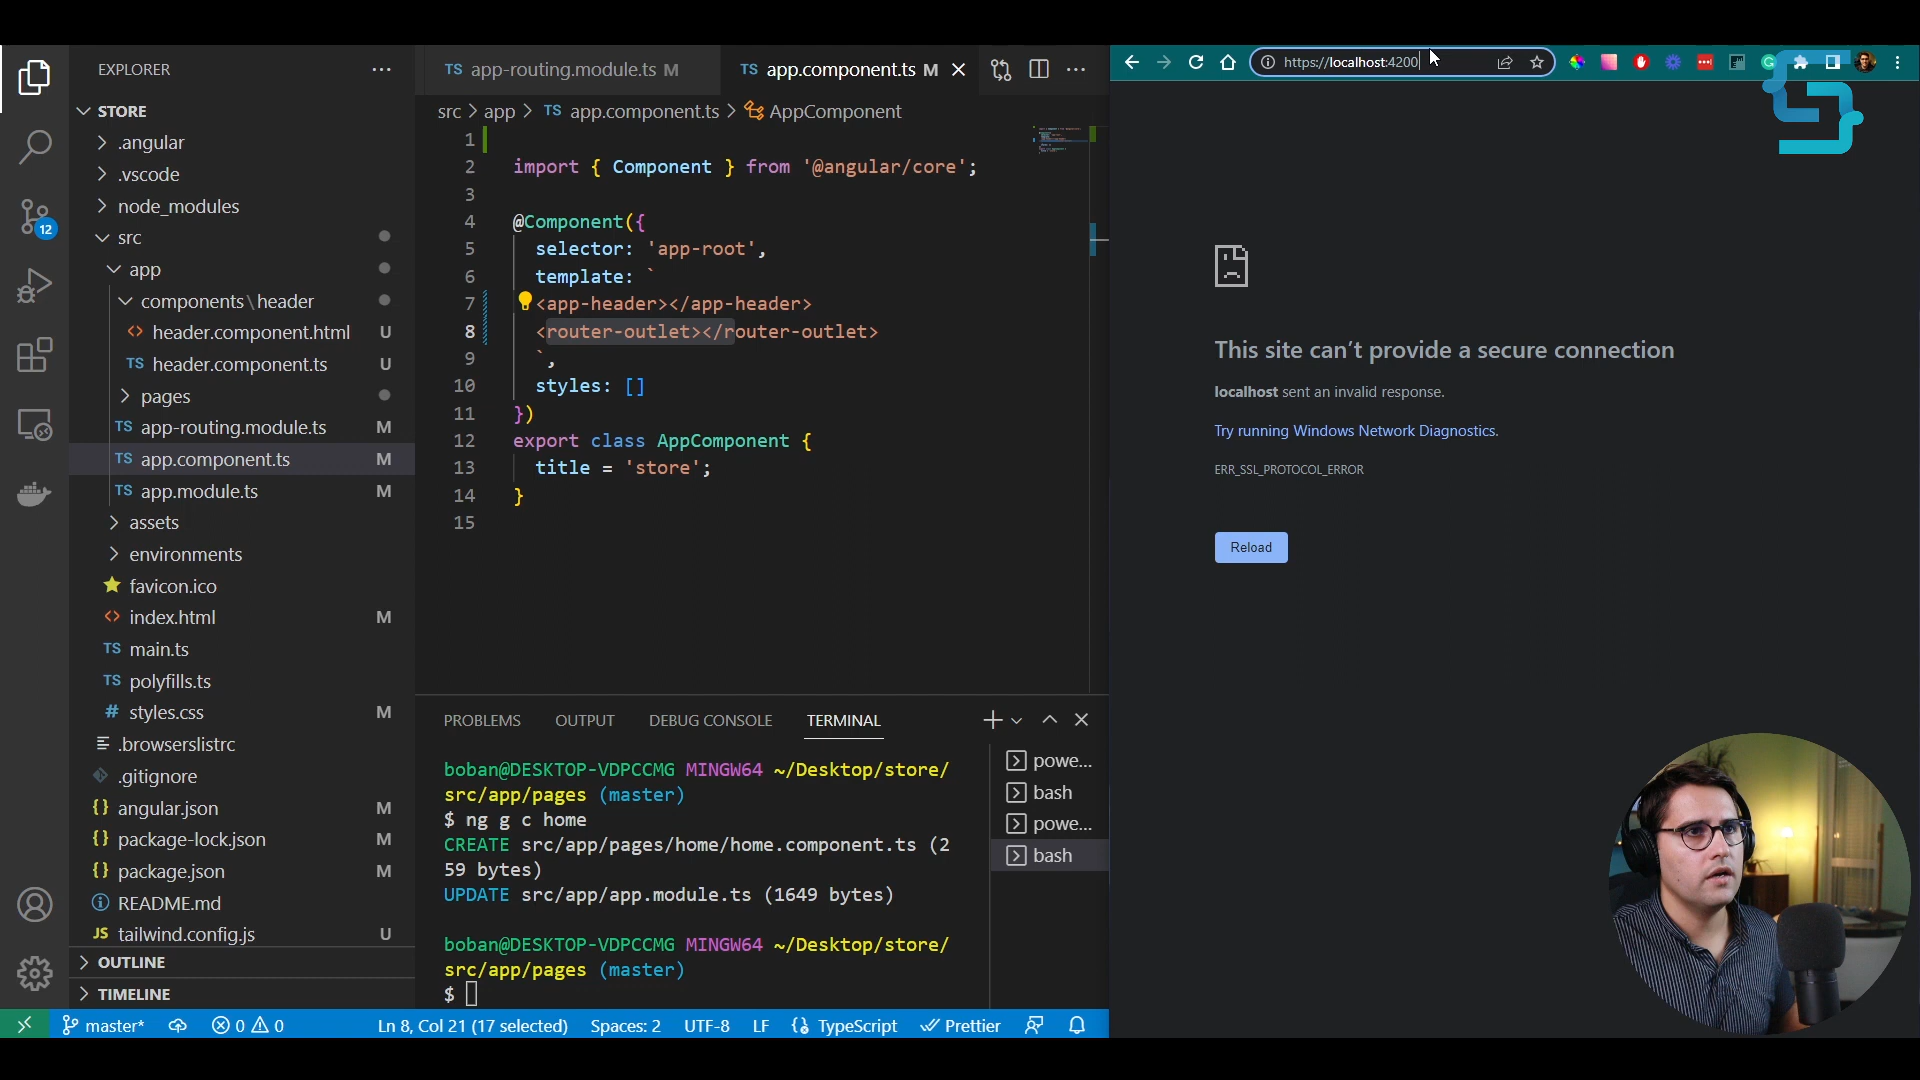 EXPLORER
STORE
.angular
.vscode
node_modules
src
app
components\header
<> header.component.html U
TS header.component.ts U
pages
TS app-routing.module.ts M
TS app.component.ts M
TS app.module.ts M
assets
environments
favicon.ico
<> index.html M
TS main.ts
TS polyfills.ts
# styles.css M
.browserslistrc
.gitignore
{} angular.json M
{} package-lock.json M
{} package.json M
README.md
JS tailwind.config.js U
OUTLINE
TIMELINE
12
TS app-routing.module.ts M
TS app.component.ts M
src > app > TS app.component.ts > AppComponent
1
2 import { Component } from '@angular/core';
3
4 @Component({
5 selector: 'app-root',
6 template: `
7 <app-header></app-header>
8 <router-outlet></router-outlet>
9 `,
10 styles: []
11 })
12 export class AppComponent {
13 title = 'store';
14 }
15
PROBLEMS OUTPUT DEBUG CONSOLE TERMINAL
boban@DESKTOP-VDPCCMG MINGW64 ~/Desktop/store/
src/app/pages (master)
$ ng g c home
CREATE src/app/pages/home/home.component.ts (2
59 bytes)
UPDATE src/app/app.module.ts (1649 bytes)
boban@DESKTOP-VDPCCMG MINGW64 ~/Desktop/store/
src/app/pages (master)
$
powe...
bash
powe...
bash
master* 0 0 Ln 8, Col 21 (17 selected) Spaces: 2 UTF-8 LF {} TypeScript Prettier
https://localhost:4200
This site can't provide a secure connection
localhost sent an invalid response.
Try running Windows Network Diagnostics.
ERR_SSL_PROTOCOL_ERROR
Reload